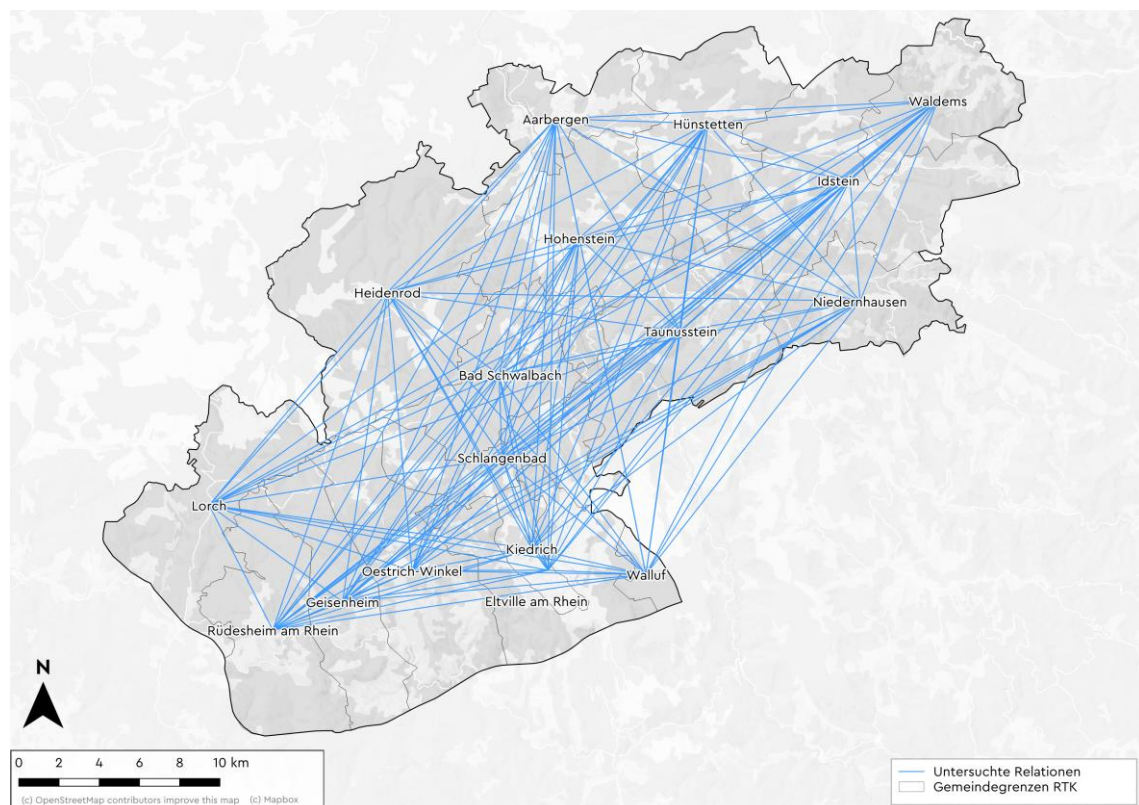 Waldems
Aarbergen
Hünstetten
Idstein
Hohenstein
Heidenrod
Niedernhausen
Taunusstein
Bad Schwalbach
Schlangenbad
Lorch
Kiedrich
Oestrich-Winkel
Walluf
Geisenheim
Eltville am Rhein
Rüdesheim am Rhein
N
0 2 4 6 8 10 km
(c) OpenStreetMap contributors improve this map (c) Mapbox
Untersuchte Relationen
Gemeindegrenzen RTK